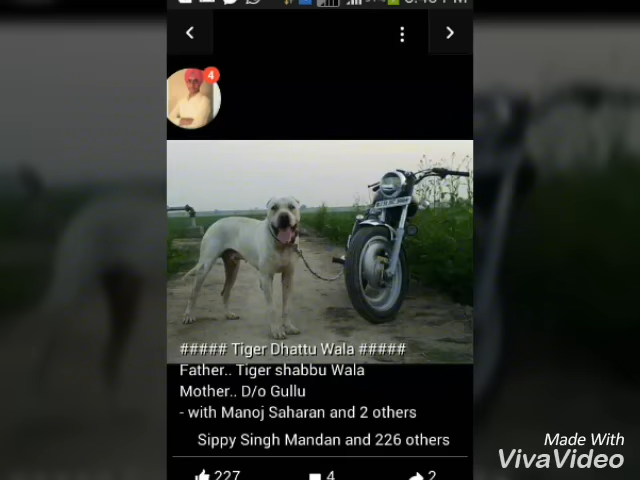 4
##### Tiger Dhattu Wala #####
Father.. Tiger shabbu Wala
Mother.. D/o Gullu
- with Manoj Saharan and 2 others
Sippy Singh Mandan and 226 others
227
4
2
Made With
VivaVideo